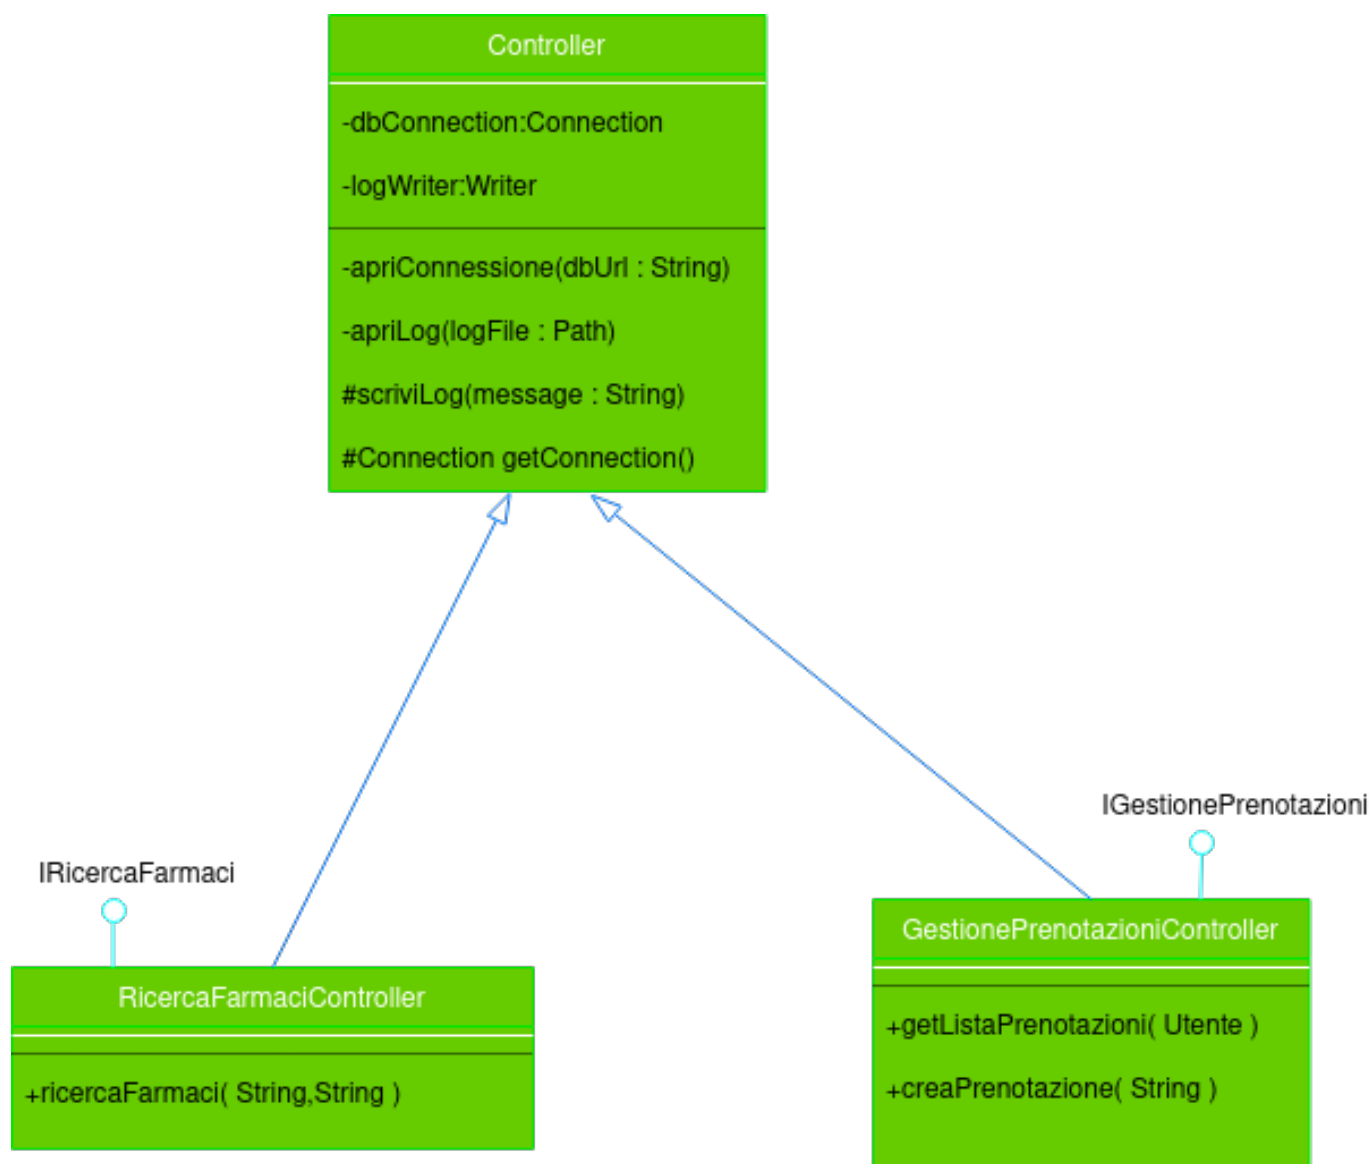 Controller
-dbConnection:Connection
-logWriter:Writer
-apriConnessione(dbUrl : String)
-apriLog(logFile : Path)
#scriviLog(message : String)
#Connection getConnection()
IGestionePrenotazioni
IRicercaFarmaci
GestionePrenotazioniController
RicercaFarmaciController
+getListaPrenotazioni( Utente )
+creaPrenotazione( String )
+ricercaFarmaci( String,String )